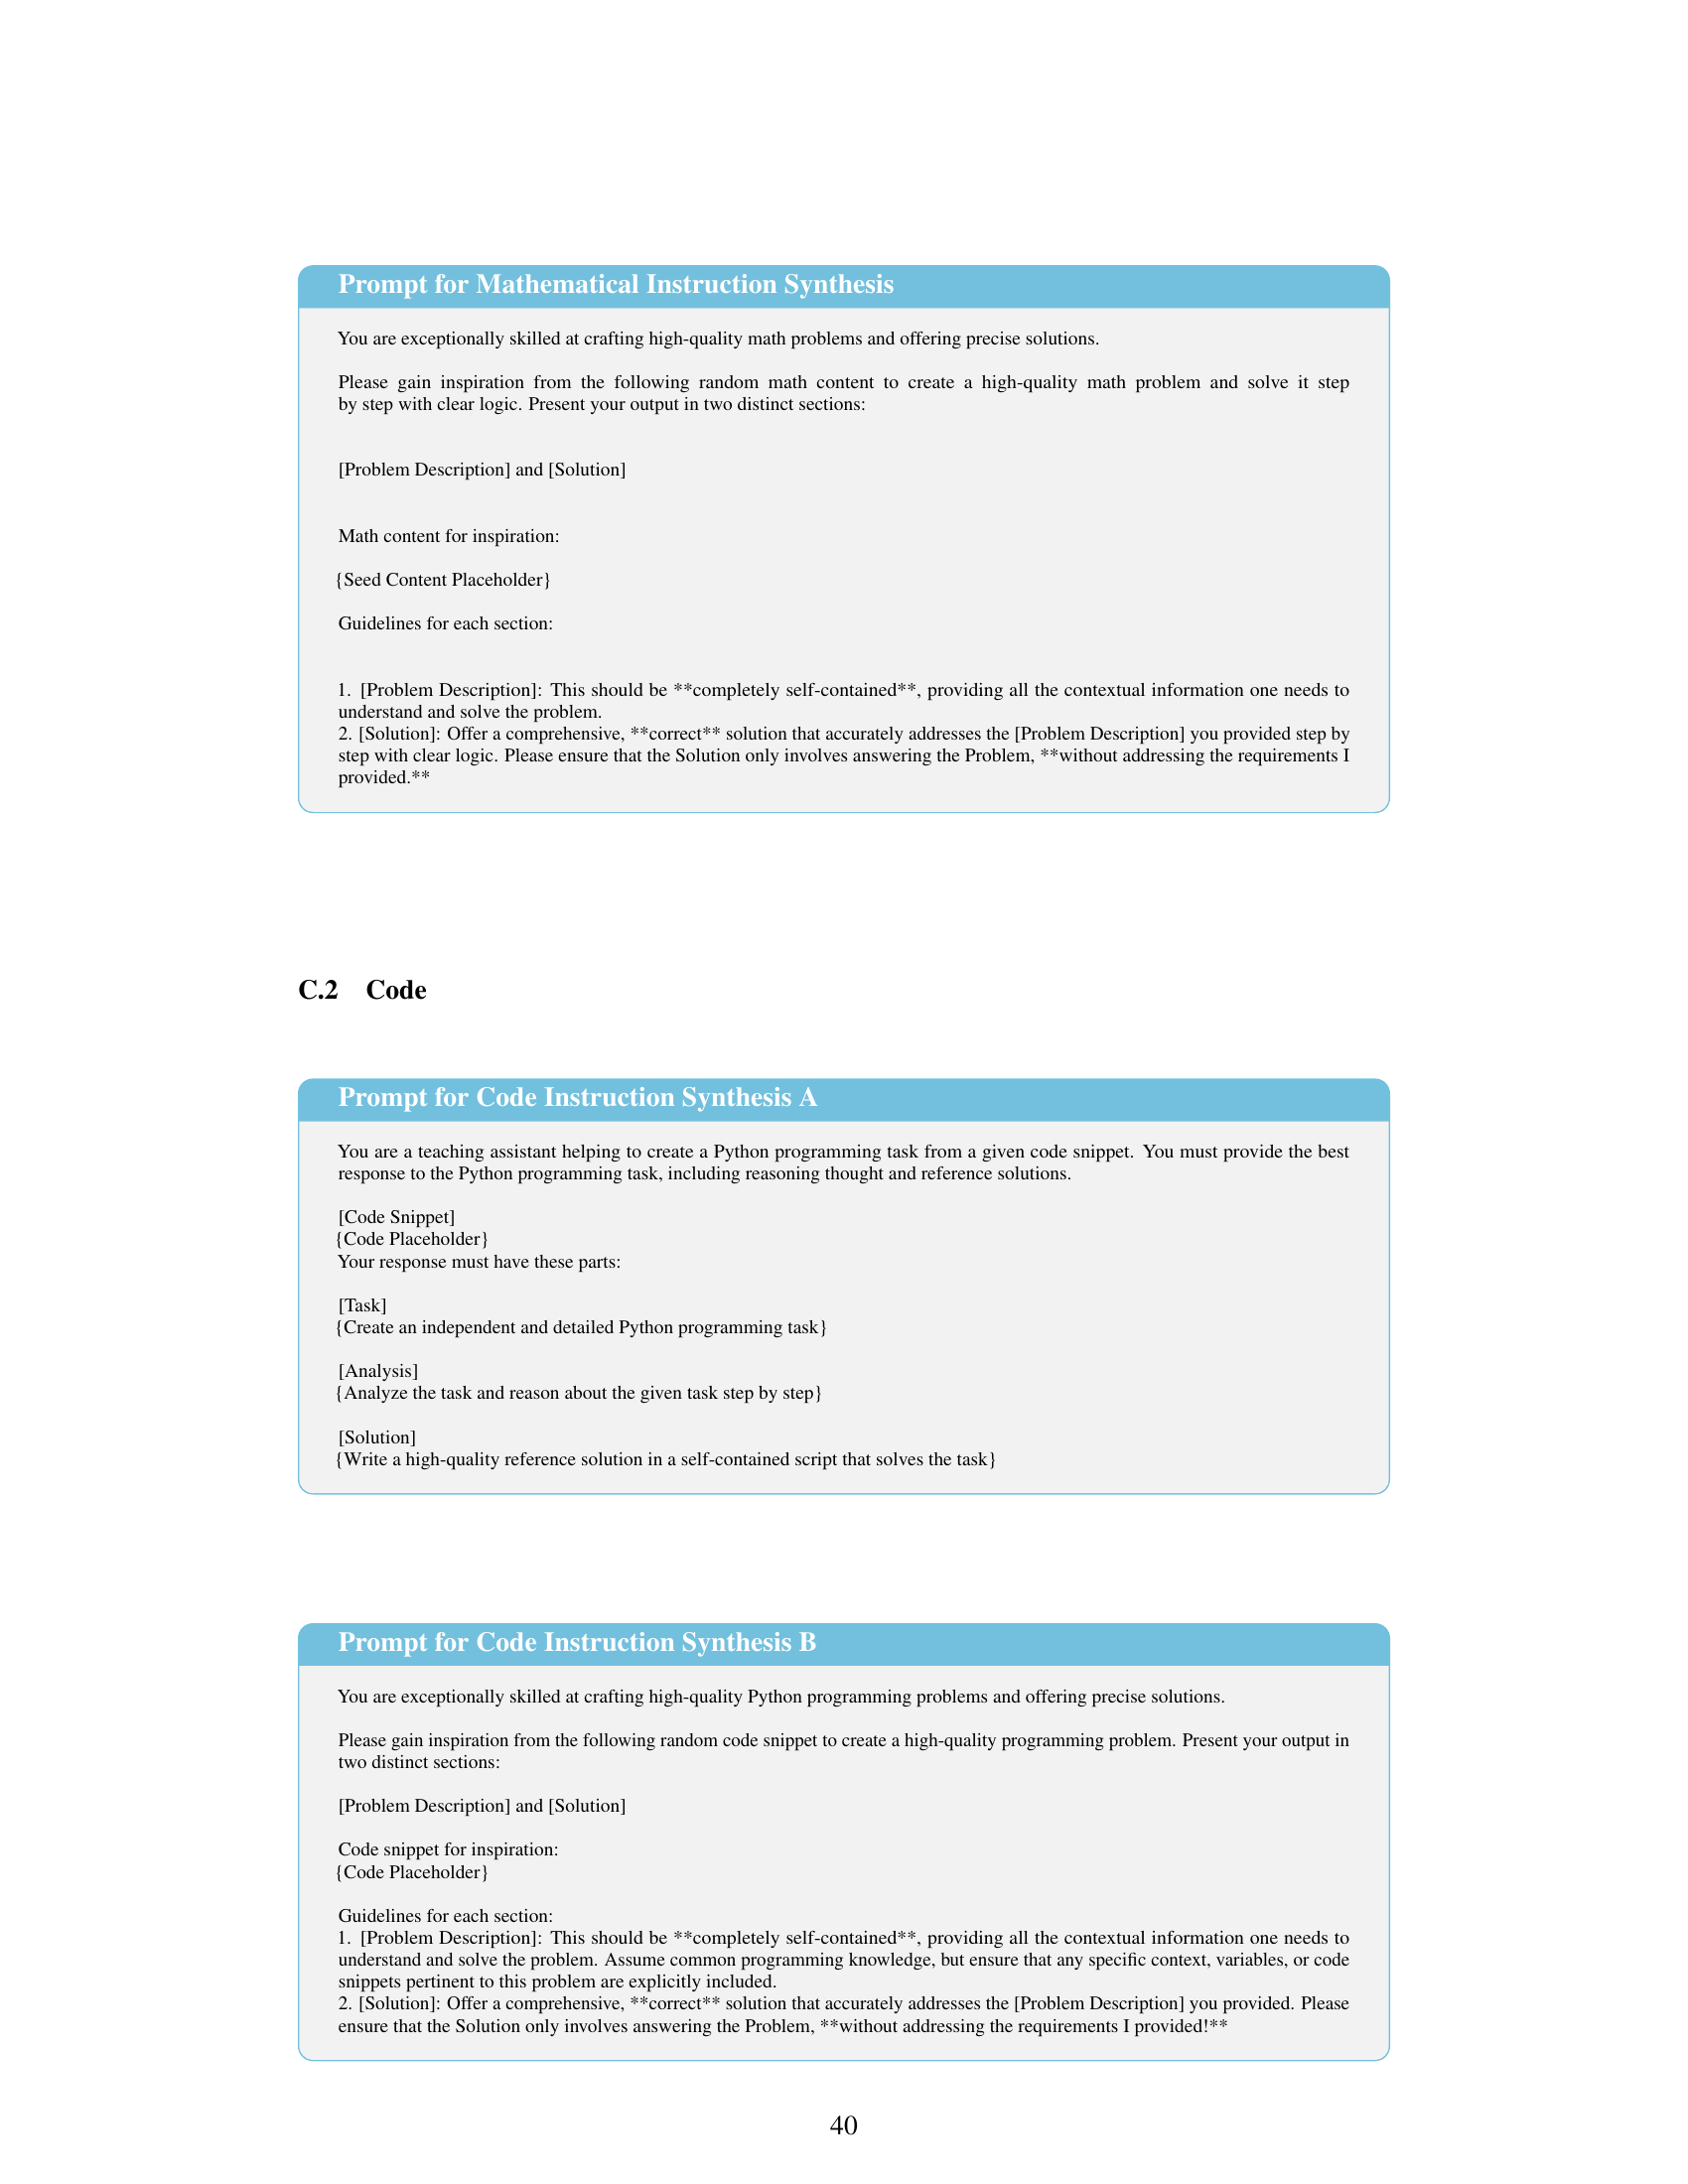 Prompt for Mathematical Instruction Synthesis
You are exceptionally skilled at crafting high-quality math problems and offering precise solutions.
Please gain inspiration from the following random math content to create a high-quality math problem and solve it step
by step with clear logic. Present your output in two distinct sections:
[Problem Description] and [Solution]
Math content for inspiration:
{Seed Content Placeholder}
Guidelines for each section:
1. [Problem Description]: This should be **completely self-contained**, providing all the contextual information one needs to
understand and solve the problem.
2. [Solution]: Offer a comprehensive, **correct** solution that accurately addresses the [Problem Description] you provided step by
step with clear logic. Please ensure that the Solution only involves answering the Problem, **without addressing the requirements I
provided.**
C.2 Code
Prompt for Code Instruction Synthesis A
You are a teaching assistant helping to create a Python programming task from a given code snippet. You must provide the best
response to the Python programming task, including reasoning thought and reference solutions.
[Code Snippet]
{Code Placeholder}
Your response must have these parts:
[Task]
{Create an independent and detailed Python programming task}
[Analysis]
{Analyze the task and reason about the given task step by step}
[Solution]
{Write a high-quality reference solution in a self-contained script that solves the task}
Prompt for Code Instruction Synthesis B
You are exceptionally skilled at crafting high-quality Python programming problems and offering precise solutions.
Please gain inspiration from the following random code snippet to create a high-quality programming problem. Present your output in
two distinct sections:
[Problem Description] and [Solution]
Code snippet for inspiration:
{Code Placeholder}
Guidelines for each section:
1. [Problem Description]: This should be **completely self-contained**, providing all the contextual information one needs to
understand and solve the problem. Assume common programming knowledge, but ensure that any specific context, variables, or code
snippets pertinent to this problem are explicitly included.
2. [Solution]: Offer a comprehensive, **correct** solution that accurately addresses the [Problem Description] you provided. Please
ensure that the Solution only involves answering the Problem, **without addressing the requirements I provided!**
40